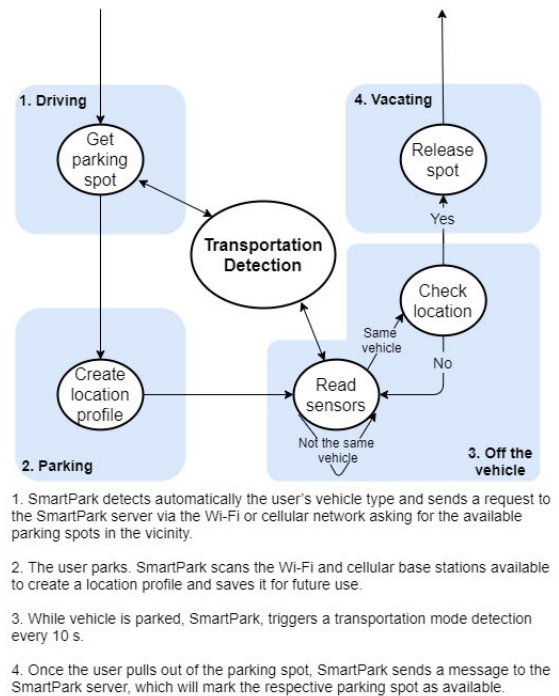 1. Driving
Get
parking
spot
4. Vacating
Release
spot
Yes
Transportation
Detection
Check
location
Same
vehicle
No
Create
location
profile
Read
sensors
Not the same
vehicle
2. Parking
3. Off the
vehicle
1. SmartPark detects automatically the user's vehicle type and sends a request to
the SmartPark server via the Wi-Fi or cellular network asking for the available
parking spots in the vicinity.
2. The user parks. SmartPark scans the Wi-Fi and cellular base stations available
to create a location profile and saves it for future use.
3. While vehicle is parked, SmartPark, triggers a transportation mode detection
every 10 s.
4. Once the user pulls out of the parking spot, SmartPark sends a message to the
SmartPark server, which will mark the respective parking spot as available.